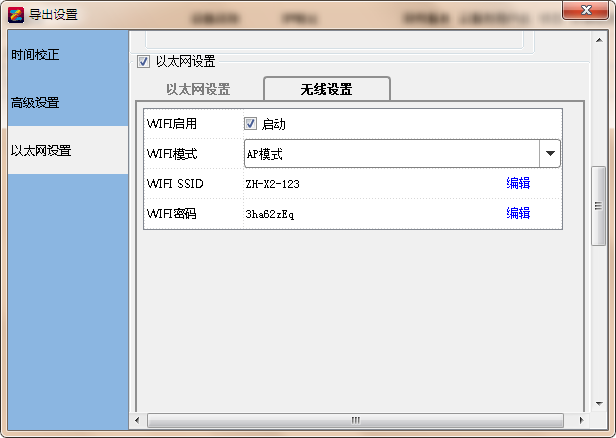 导出设置
时间校正
高级设置
以太网设置
以太网设置
以太网设置 无线设置
WIFI启用 启动
WIFI模式 AP模式
WIFI SSID ZH-X2-123 编辑
WIFI密码 3ha62zEq 编辑